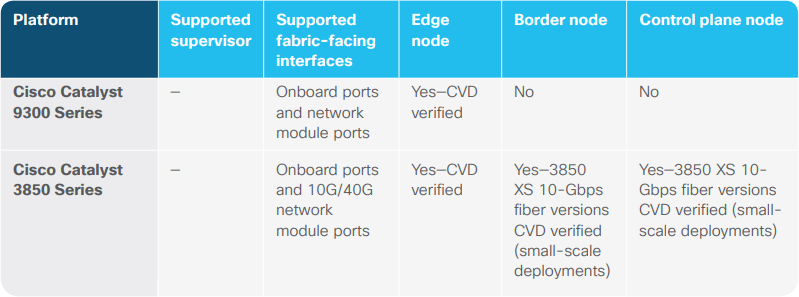 Platform
Supported
supervisor
Supported
fabric-facing
interfaces
Edge
node
Border node
Control plane node
Cisco Catalyst
9300 Series
—
Onboard ports
and network
module ports
Yes—CVD
verified
No
No
Cisco Catalyst
3850 Series
—
Onboard ports
and 10G/40G
network
module ports
Yes—CVD
verified
Yes—3850
XS 10-Gbps
fiber versions
CVD verified
(small-scale
deployments)
Yes—3850 XS 10-
Gbps fiber versions
CVD verified (small-
scale deployments)